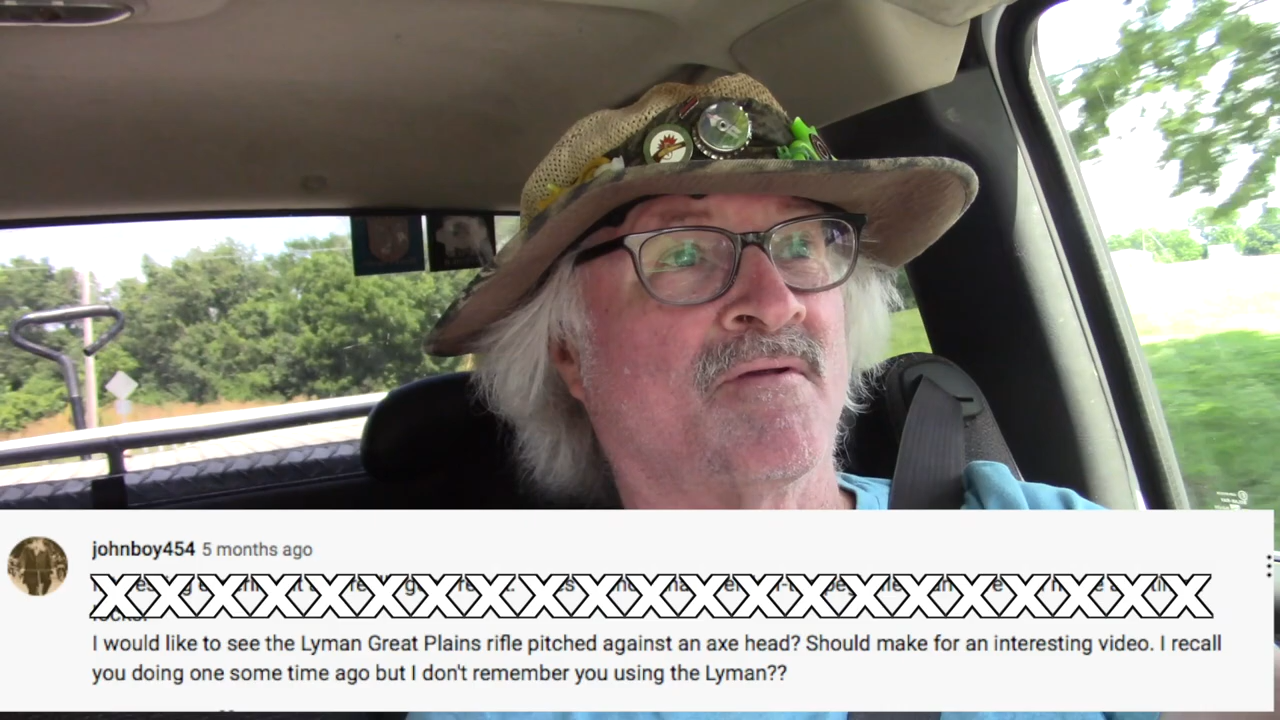 johnboy454 5 months ago
XXXXXXXXXXXXXXXXXXXXX
I would like to see the Lyman Great Plains rifle pitched against an axe head? Should make for an interesting video. I recall
you doing one some time ago but I don't remember you using the Lyman??